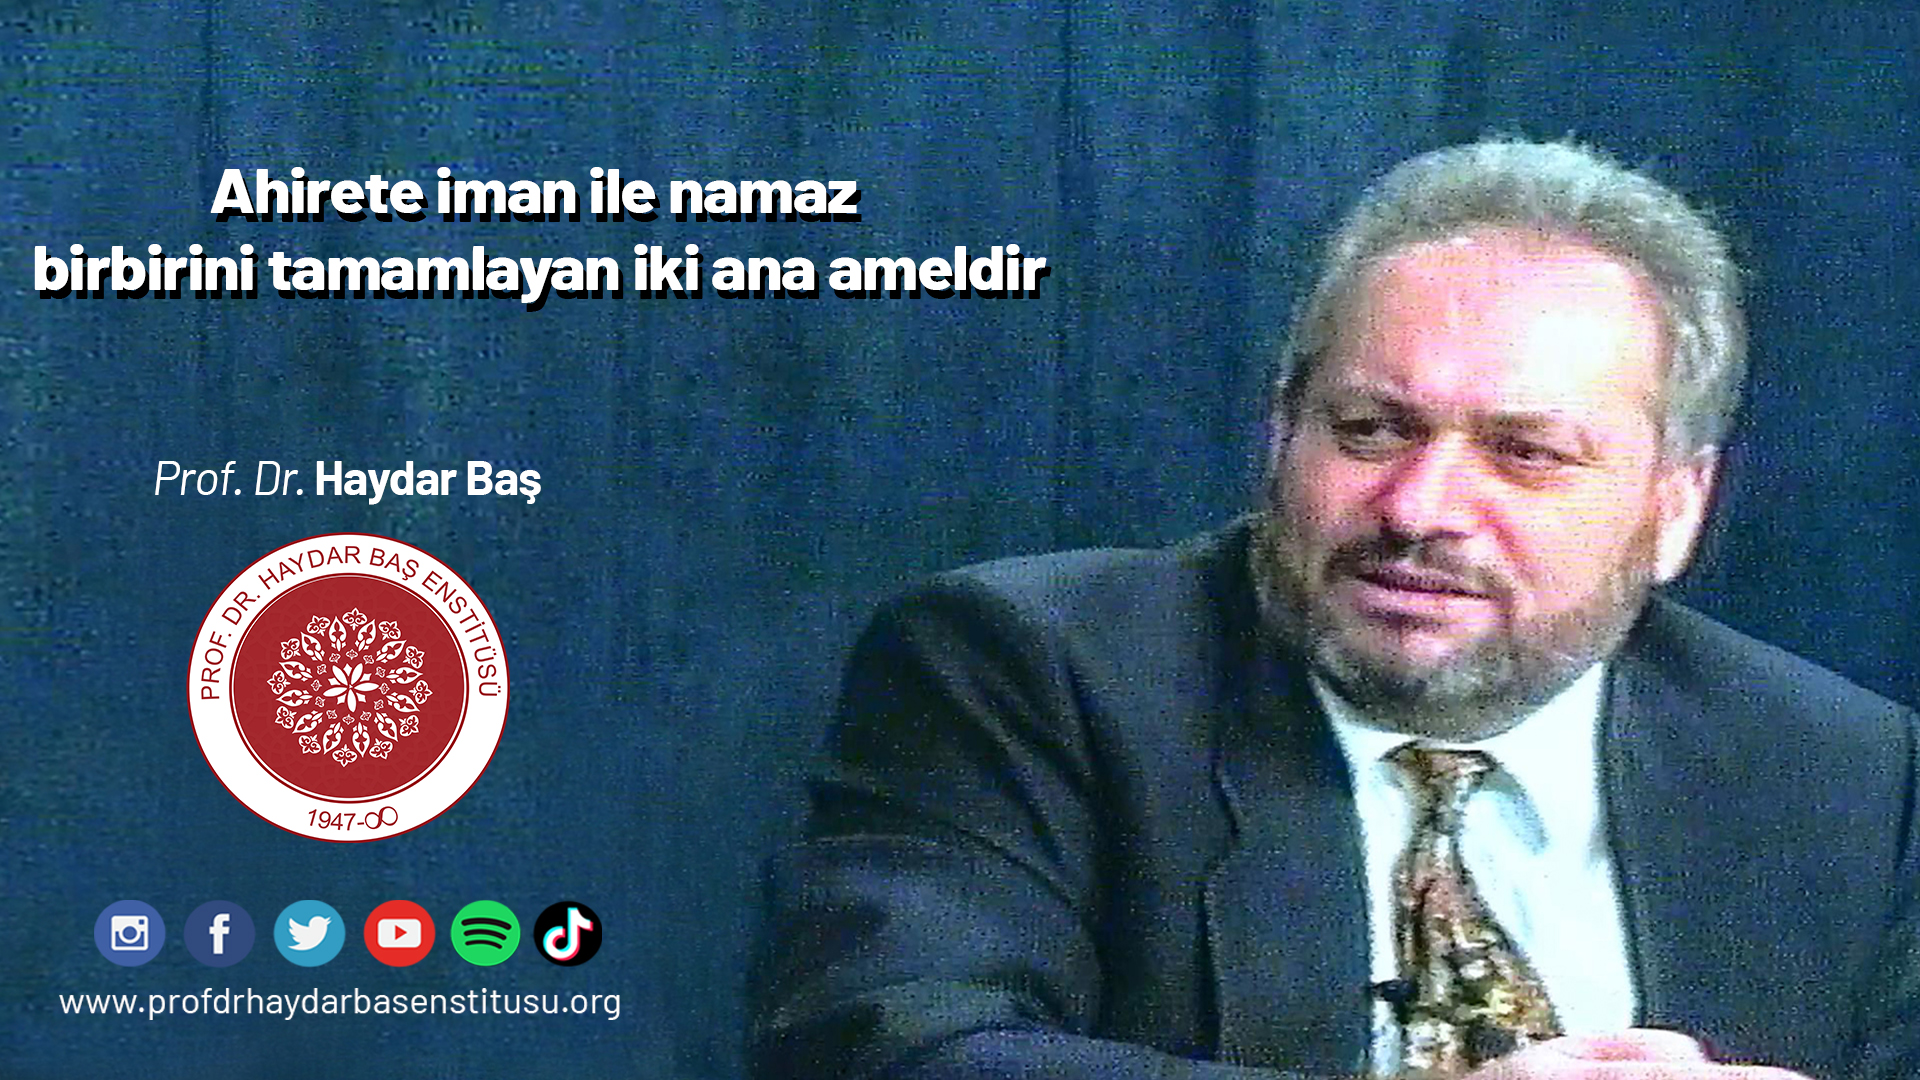 Ahirete iman ile namaz
birbirini tamamlayan iki ana ameldir
Prof. Dr. Haydar Baş
PROF. DR. HAYDAR BAŞ ENSTİTÜSÜ
1947-∞
www.profdrhaydarbasenstitusu.org